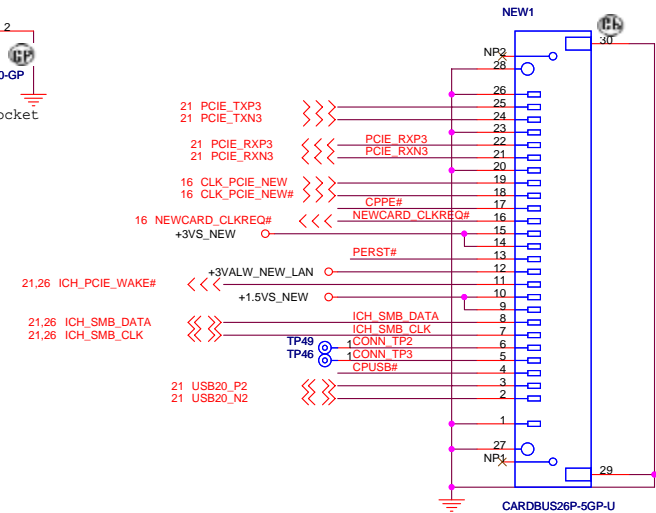 NEW1
2
GP
0-GP
ocket
30
NP2
28
26
21 PCIE_TXP3 25
21 PCIE_TXN3 24
23
21 PCIE_RXP3 PCIE_RXP3 22
21 PCIE_RXN3 PCIE_RXN3 21
20
16 CLK_PCIE_NEW 19
16 CLK_PCIE_NEW# 18
CPPE# 17
16 NEWCARD_CLKREQ# NEWCARD_CLKREQ# 16
+3VS_NEW 15
14
PERST# 13
+3VALW_NEW_LAN 12
21,26 ICH_PCIE_WAKE# 11
+1.5VS_NEW 10
9
21,26 ICH_SMB_DATA ICH_SMB_DATA 8
21,26 ICH_SMB_CLK ICH_SMB_CLK 7
TP49 1 CONN_TP2 6
TP46 1 CONN_TP3 5
CPUSB# 4
21 USB20_P2 3
21 USB20_N2 2
1
27
NP1
29
CARDBUS26P-5GP-U